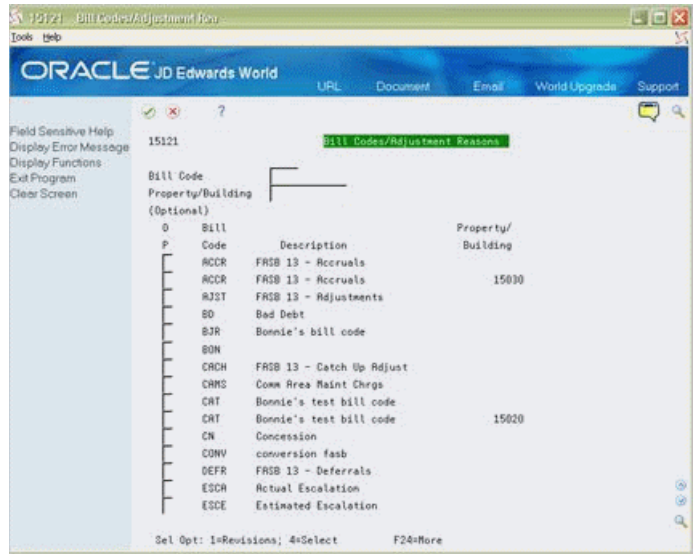 15121 Bill Codes/Adjustment Rea
Tools Help
ORACLE JD Edwards World
URL Document Email World Upgrade Support
?
Field Sensitive Help
Display Error Message
Display Functions
Exit Program
Clear Screen
15121 Bill Codes/Adjustment Reasons
Bill Code
Property/Building
(Optional)
O Bill Property/
P Code Description Building
ACCR FASB 13 - Accruals
ACCR FASB 13 - Accruals 15030
AJST FASB 13 - Adjustments
BD Bad Debt
BJR Bonnie's bill code
BON
CACH FASB 13 - Catch Up Adjust
CAMS Comm Area Maint Chrgs
CAT Bonnie's test bill code
CAT Bonnie's test bill code 15020
CN Concession
CONV conversion fasb
DEFR FASB 13 - Deferrals
ESCA Actual Escalation
ESCE Estimated Escalation
Sel Opt: 1=Revisions; 4=Select F24=More